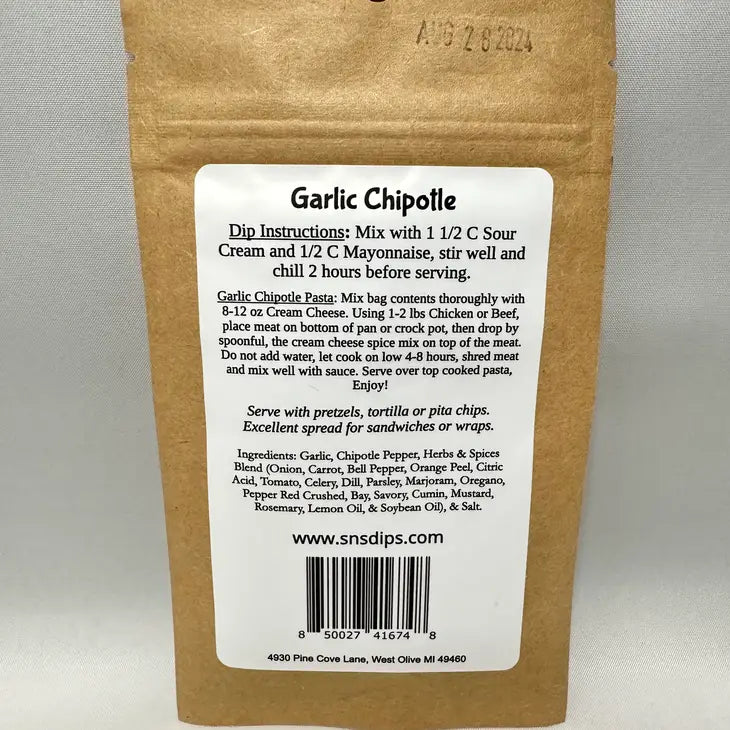 AUG 28 2024
Garlic Chipotle
Dip Instructions: Mix with 1 1/2 C Sour
Cream and 1/2 C Mayonnaise, stir well and
chill 2 hours before serving.
Garlic Chipotle Pasta: Mix bag contents thoroughly with
8-12 oz Cream Cheese. Using 1-2 lbs Chicken or Beef,
place meat on bottom of pan or crock pot, then drop by
spoonful, the cream cheese spice mix on top of the meat.
Do not add water, let cook on low 4-8 hours, shred meat
and mix well with sauce. Serve over top cooked pasta,
Enjoy!
Serve with pretzels, tortilla or pita chips.
Excellent spread for sandwiches or wraps.
Ingredients: Garlic, Chipotle Pepper, Herbs & Spices
Blend (Onion, Carrot, Bell Pepper, Orange Peel, Citric
Acid, Tomato, Celery, Dill, Parsley, Marjoram, Oregano,
Pepper Red Crushed, Bay, Savory, Cumin, Mustard,
Rosemary, Lemon Oil, & Soybean Oil), & Salt.
www.snsdips.com
8 50027 41674 8
4930 Pine Cove Lane, West Olive MI 49460